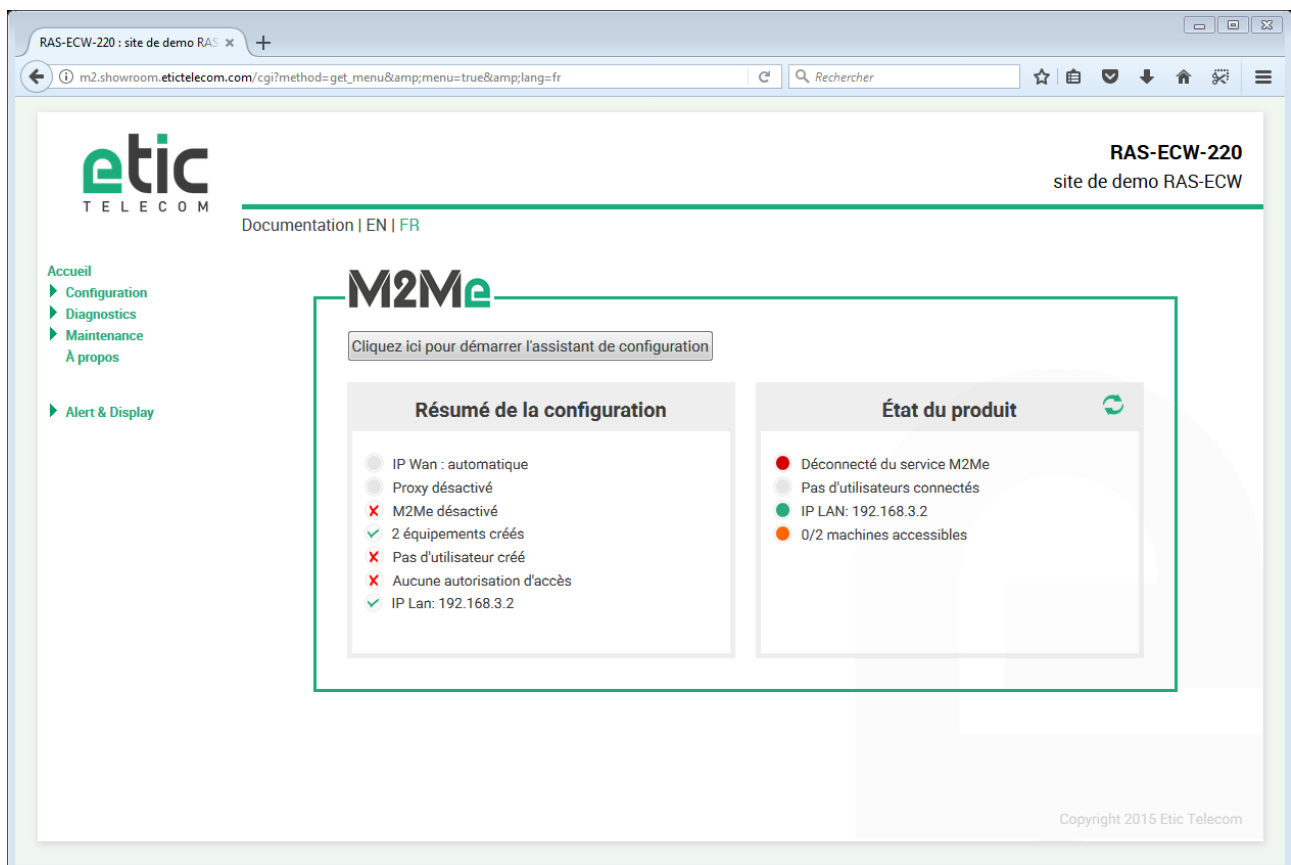 RAS-ECW-220 : site de demo RAS
m2.showroom.etictelecom.com/cgi?method=get_menu&amp;menu=true&amp;lang=fr
Rechercher
etic
TELECOM
RAS-ECW-220
site de demo RAS-ECW
Documentation | EN | FR
Accueil
Configuration
Diagnostics
Maintenance
À propos
Alert & Display
M2Me
Cliquez ici pour démarrer l'assistant de configuration
Résumé de la configuration
IP Wan : automatique
Proxy désactivé
M2Me désactivé
2 équipements créés
Pas d'utilisateur créé
Aucune autorisation d'accès
IP Lan: 192.168.3.2
État du produit
Déconnecté du service M2Me
Pas d'utilisateurs connectés
IP LAN: 192.168.3.2
0/2 machines accessibles
Copyright 2015 Etic Telecom